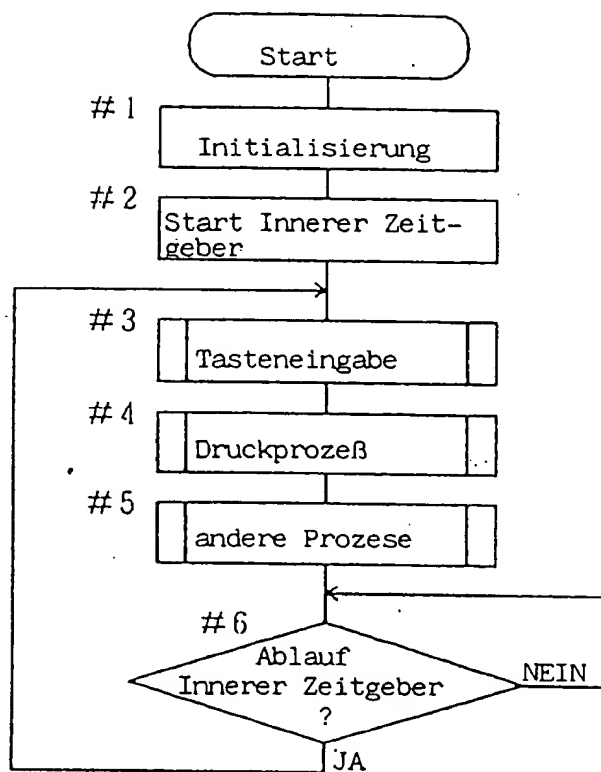 Start
#1
Initialisierung
#2
Start Innerer Zeit-
geber
#3
Tasteneingabe
#4
Druckprozeß
#5
andere Prozese
#6
Ablauf
Innerer Zeitgeber
?
NEIN
JA